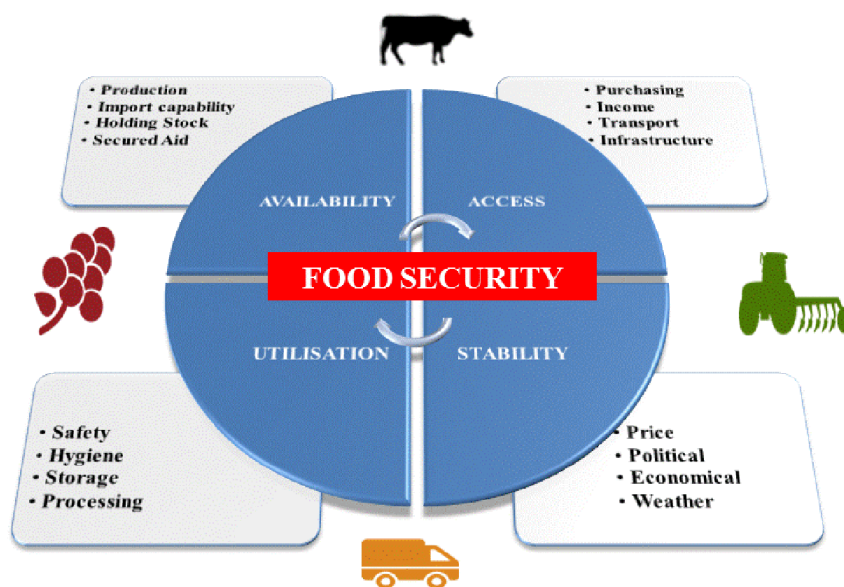 • Production
• Import capability
• Holding Stock
• Secured Aid
• Purchasing
• Income
• Transport
• Infrastructure
AVAILABILITY
ACCESS
FOOD SECURITY
UTILISATION
STABILITY
• Safety
• Hygiene
• Storage
• Processing
• Price
• Political
• Economical
• Weather